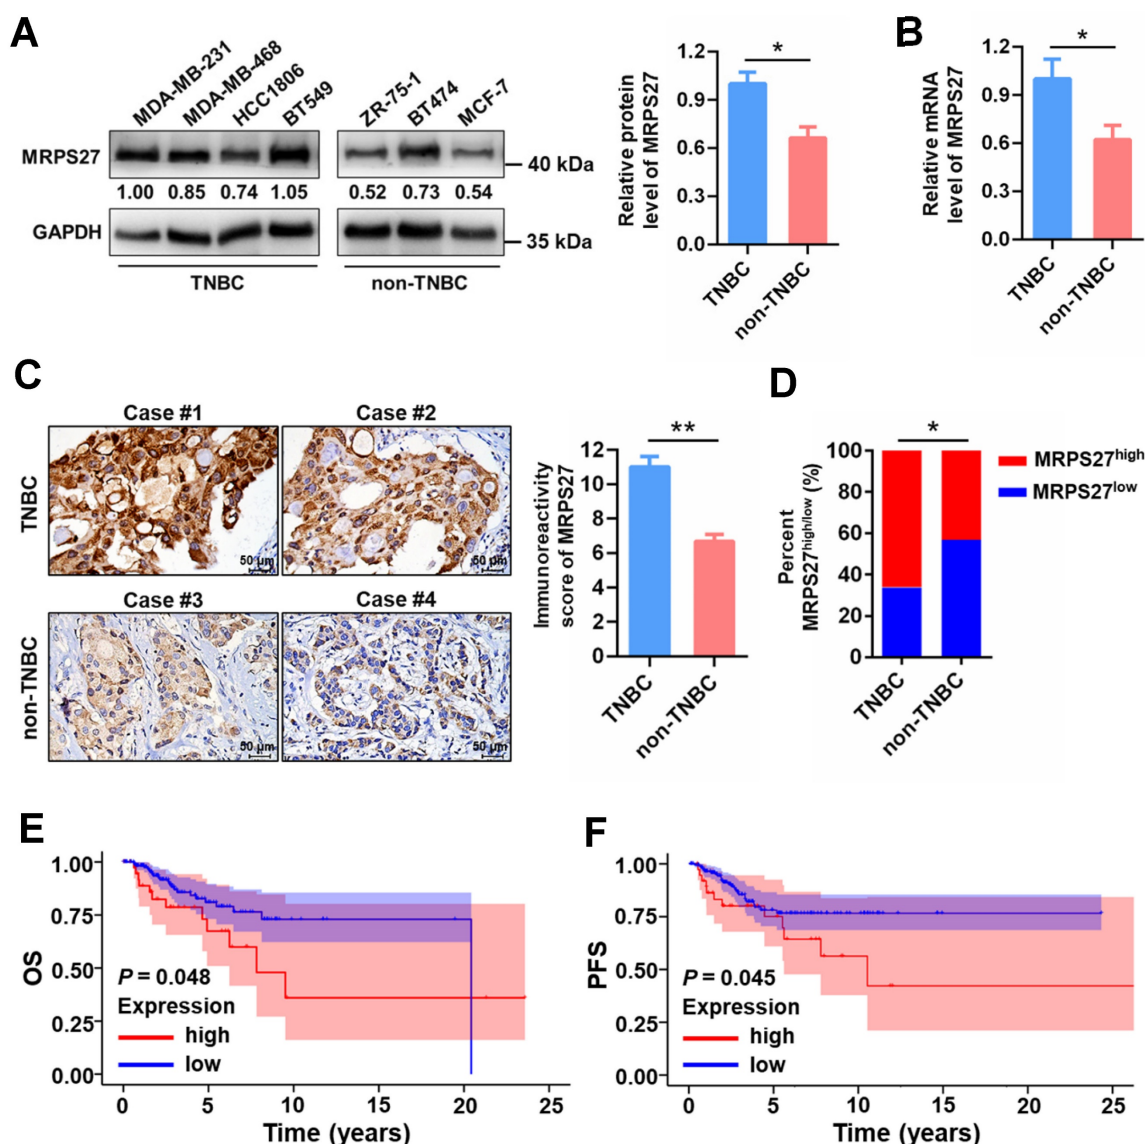 A
MDA-MB-231
MDA-MB-468
HCC1806
BT549
ZR-75-1
BT474
MCF-7
MRPS27
40 kDa
1.00 0.85 0.74 1.05
0.52 0.73 0.54
GAPDH
35 kDa
TNBC
non-TNBC
Relative protein
level of MRPS27
1.2
0.9
0.6
0.3
0.0
*
TNBC
non-TNBC
B
Relative mRNA
level of MRPS27
1.2
0.9
0.6
0.3
0.0
*
TNBC
non-TNBC
C
Case #1
Case #2
TNBC
50 µm
50 µm
Case #3
Case #4
non-TNBC
50 µm
50 µm
Immunoreactivity
score of MRPS27
12
10
8
6
4
2
0
**
TNBC
non-TNBC
D
Percent
MRPS27high/low (%)
100
80
60
40
20
0
*
TNBC
non-TNBC
MRPS27high
MRPS27low
E
OS
1.00
0.75
0.50
0.25
0.00
P = 0.048
Expression
high
low
0 5 10 15 20 25
Time (years)
F
PFS
1.00
0.75
0.50
0.25
0.00
P = 0.045
Expression
high
low
0 5 10 15 20 25
Time (years)